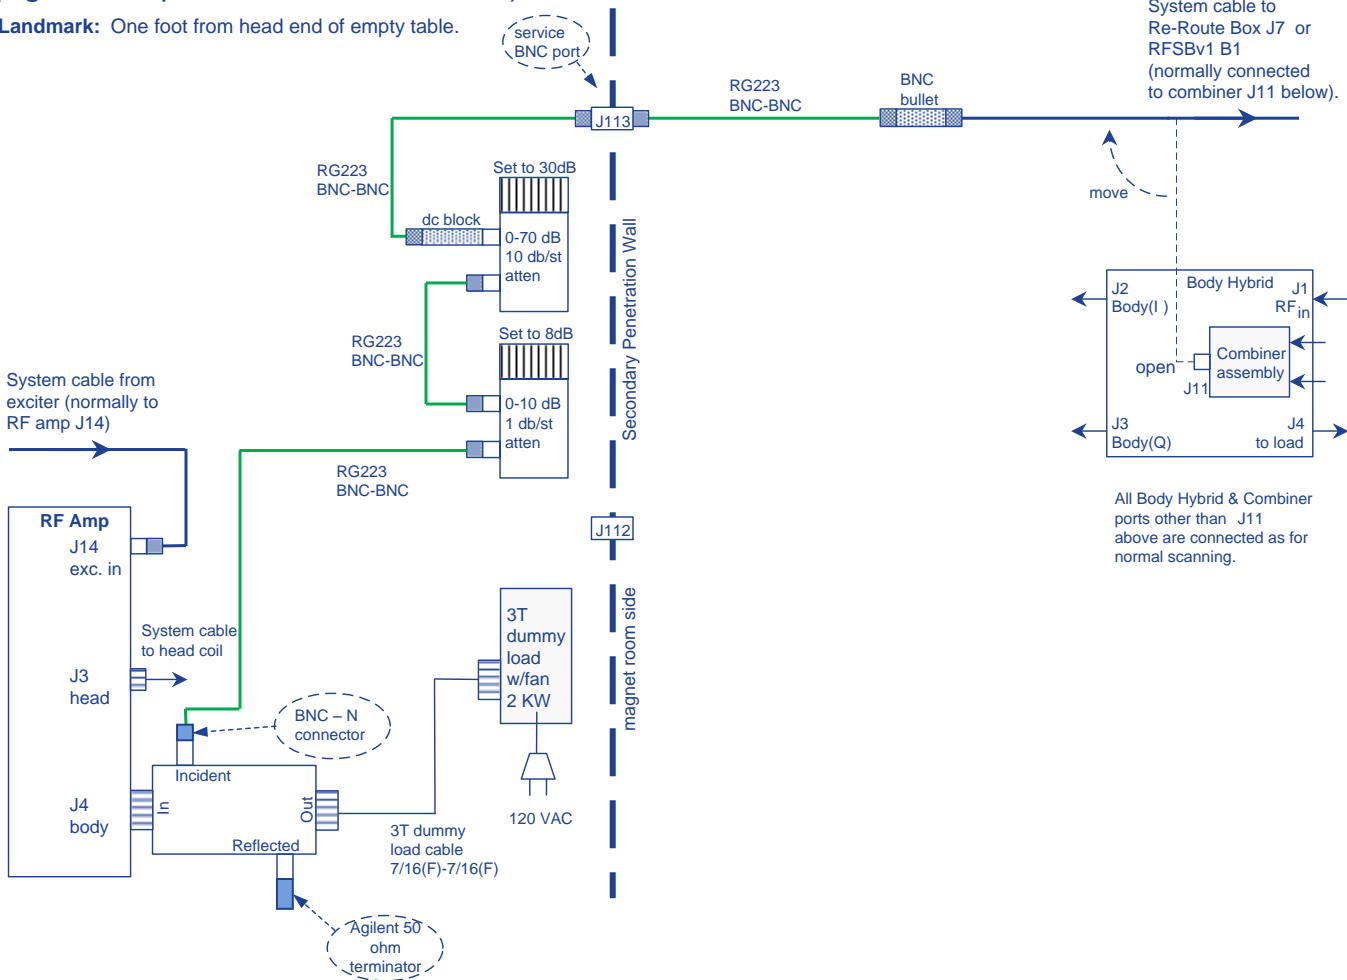 Landmark: One foot from head end of empty table.
service
BNC port
System cable to
Re-Route Box J7 or
RFSBv1 B1
(normally connected
to combiner J11 below).
J113
RG223
BNC-BNC
BNC
bullet
RG223
BNC-BNC
Set to 30dB
dc block
0-70 dB
10 db/st
atten
move
Secondary Penetration Wall
Body Hybrid
J2
Body(I )
J1
RFin
Combiner
assembly
open
J11
J3
Body(Q)
J4
to load
RG223
BNC-BNC
Set to 8dB
0-10 dB
1 db/st
atten
System cable from
exciter (normally to
RF amp J14)
RG223
BNC-BNC
All Body Hybrid & Combiner
ports other than J11
above are connected as for
normal scanning.
J112
RF Amp
J14
exc. in
System cable
to head coil
J3
head
3T
dummy
load
w/fan
2 KW
magnet room side
BNC – N
connector
Incident
In
Out
J4
body
Reflected
120 VAC
3T dummy
load cable
7/16(F)-7/16(F)
Agilent 50
ohm
terminator